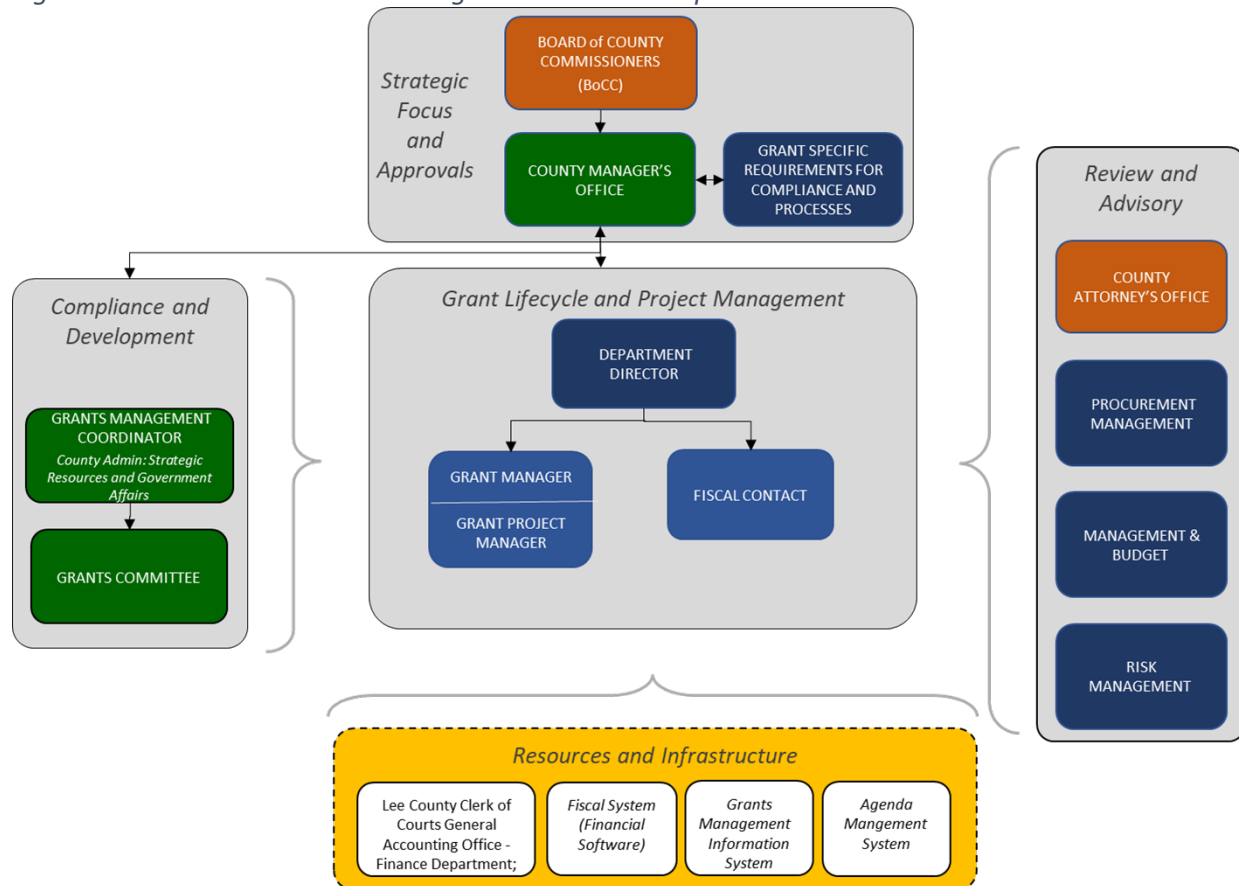 Strategic
Focus
and
Approvals
BOARD of COUNTY
COMMISSIONERS
(BoCC)
COUNTY MANAGER'S
OFFICE
GRANT SPECIFIC
REQUIREMENTS FOR
COMPLIANCE AND
PROCESSES
Compliance and
Development
GRANTS MANAGEMENT
COORDINATOR
County Admin: Strategic
Resources and Government
Affairs
GRANTS COMMITTEE
Grant Lifecycle and Project Management
DEPARTMENT
DIRECTOR
GRANT MANAGER
GRANT PROJECT
MANAGER
FISCAL CONTACT
Review and
Advisory
COUNTY
ATTORNEY'S OFFICE
PROCUREMENT
MANAGEMENT
MANAGEMENT &
BUDGET
RISK
MANAGEMENT
Resources and Infrastructure
Lee County Clerk of
Courts General
Accounting Office -
Finance Department;
Fiscal System
(Financial
Software)
Grants
Management
Information
System
Agenda
Mangement
System